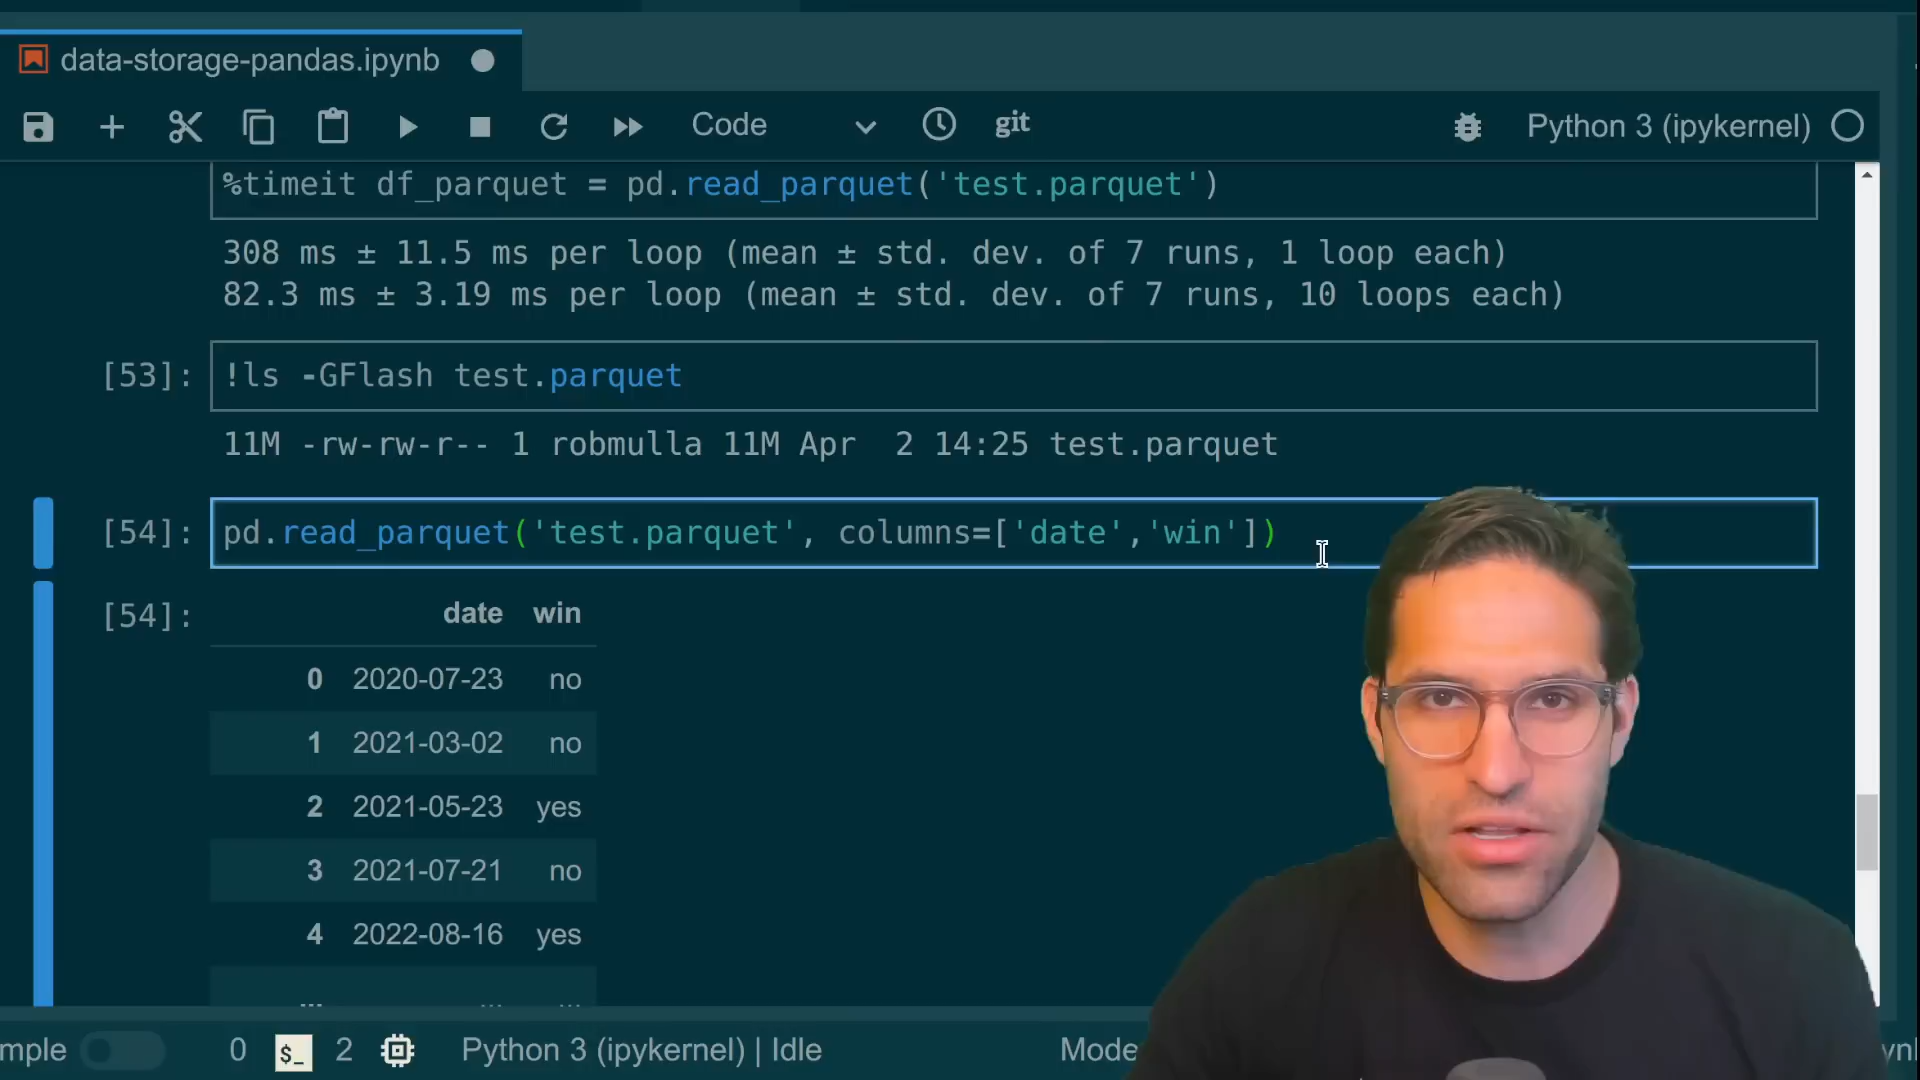 data-storage-pandas.ipynb
Code
git
Python 3 (ipykernel)
%timeit df_parquet = pd.read_parquet('test.parquet')
308 ms ± 11.5 ms per loop (mean ± std. dev. of 7 runs, 1 loop each)
82.3 ms ± 3.19 ms per loop (mean ± std. dev. of 7 runs, 10 loops each)
[53]: !ls -GFlash test.parquet
11M -rw-rw-r-- 1 robmulla 11M Apr  2 14:25 test.parquet
[54]: pd.read_parquet('test.parquet', columns=['date','win'])
[54]: date win
0 2020-07-23 no
1 2021-03-02 no
2 2021-05-23 yes
3 2021-07-21 no
4 2022-08-16 yes
... ... ...
mple 0 $_ 2 Python 3 (ipykernel) | Idle Mode